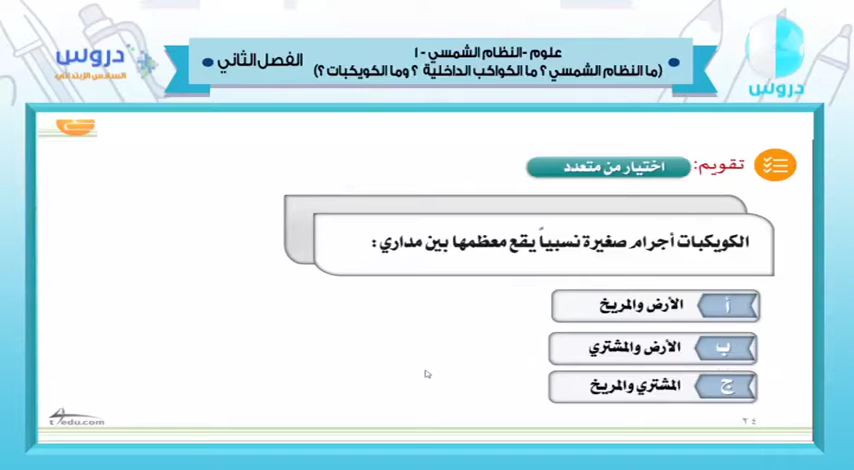 دروس
السادس الابتدائي
علوم -النظام الشمسي - ١
(ما النظام الشمسي ؟ ما الكواكب الداخلية ؟ وما الكويكبات ؟)
الفصل الثاني
دروس
تقويم:
اختيار من متعدد
الكويكبات أجرام صغيرة نسبياً يقع معظمها بين مداري :
أ الأرض والمريخ
ب الأرض والمشتري
ج المشتري والمريخ
t4edu.com
٢٤